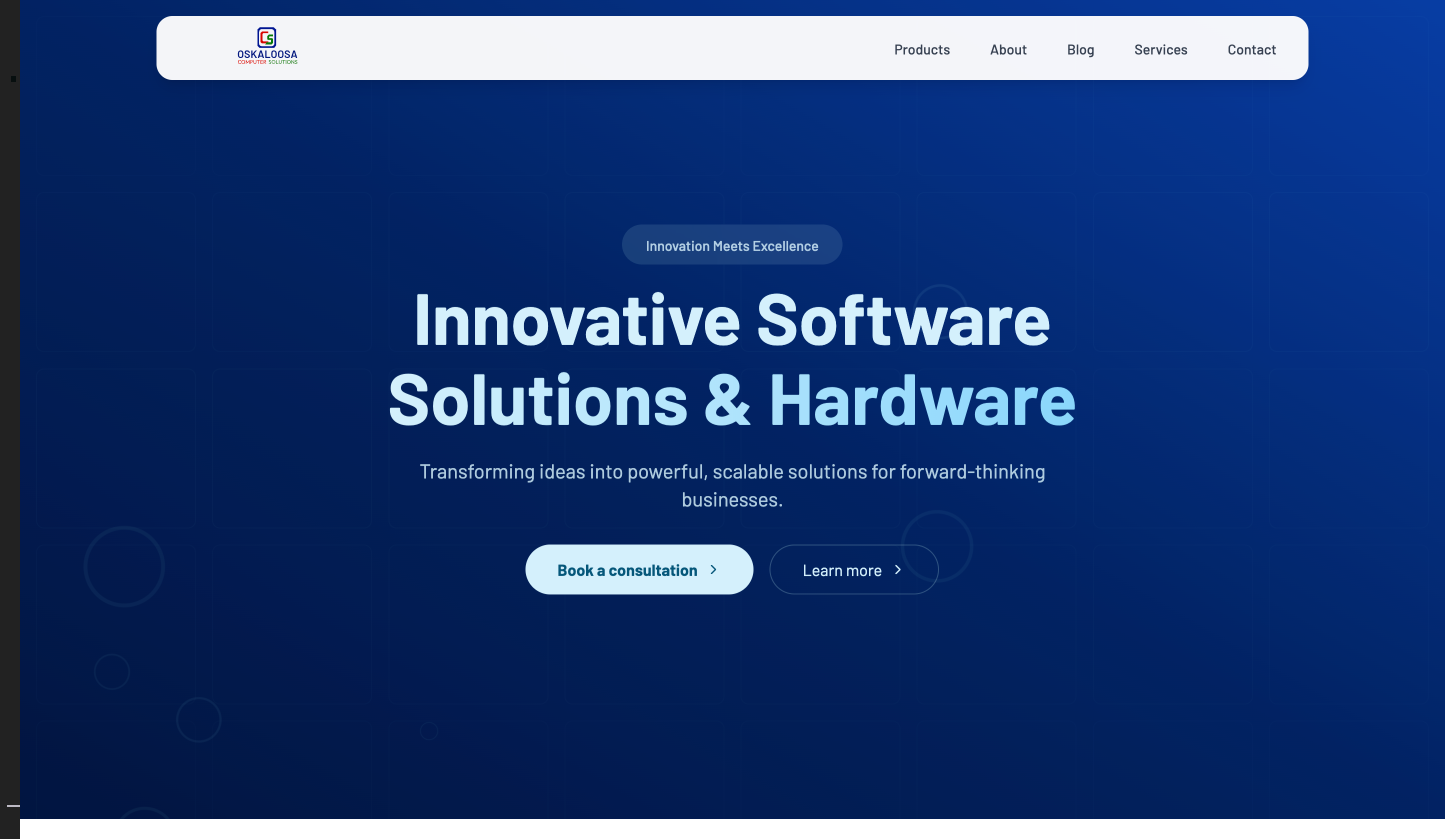 CS
OSKALOOSA
COMPUTER SOLUTIONS
Products
About
Blog
Services
Contact
Innovation Meets Excellence
Innovative Software
Solutions & Hardware
Transforming ideas into powerful, scalable solutions for forward-thinking
businesses.
Book a consultation
Learn more